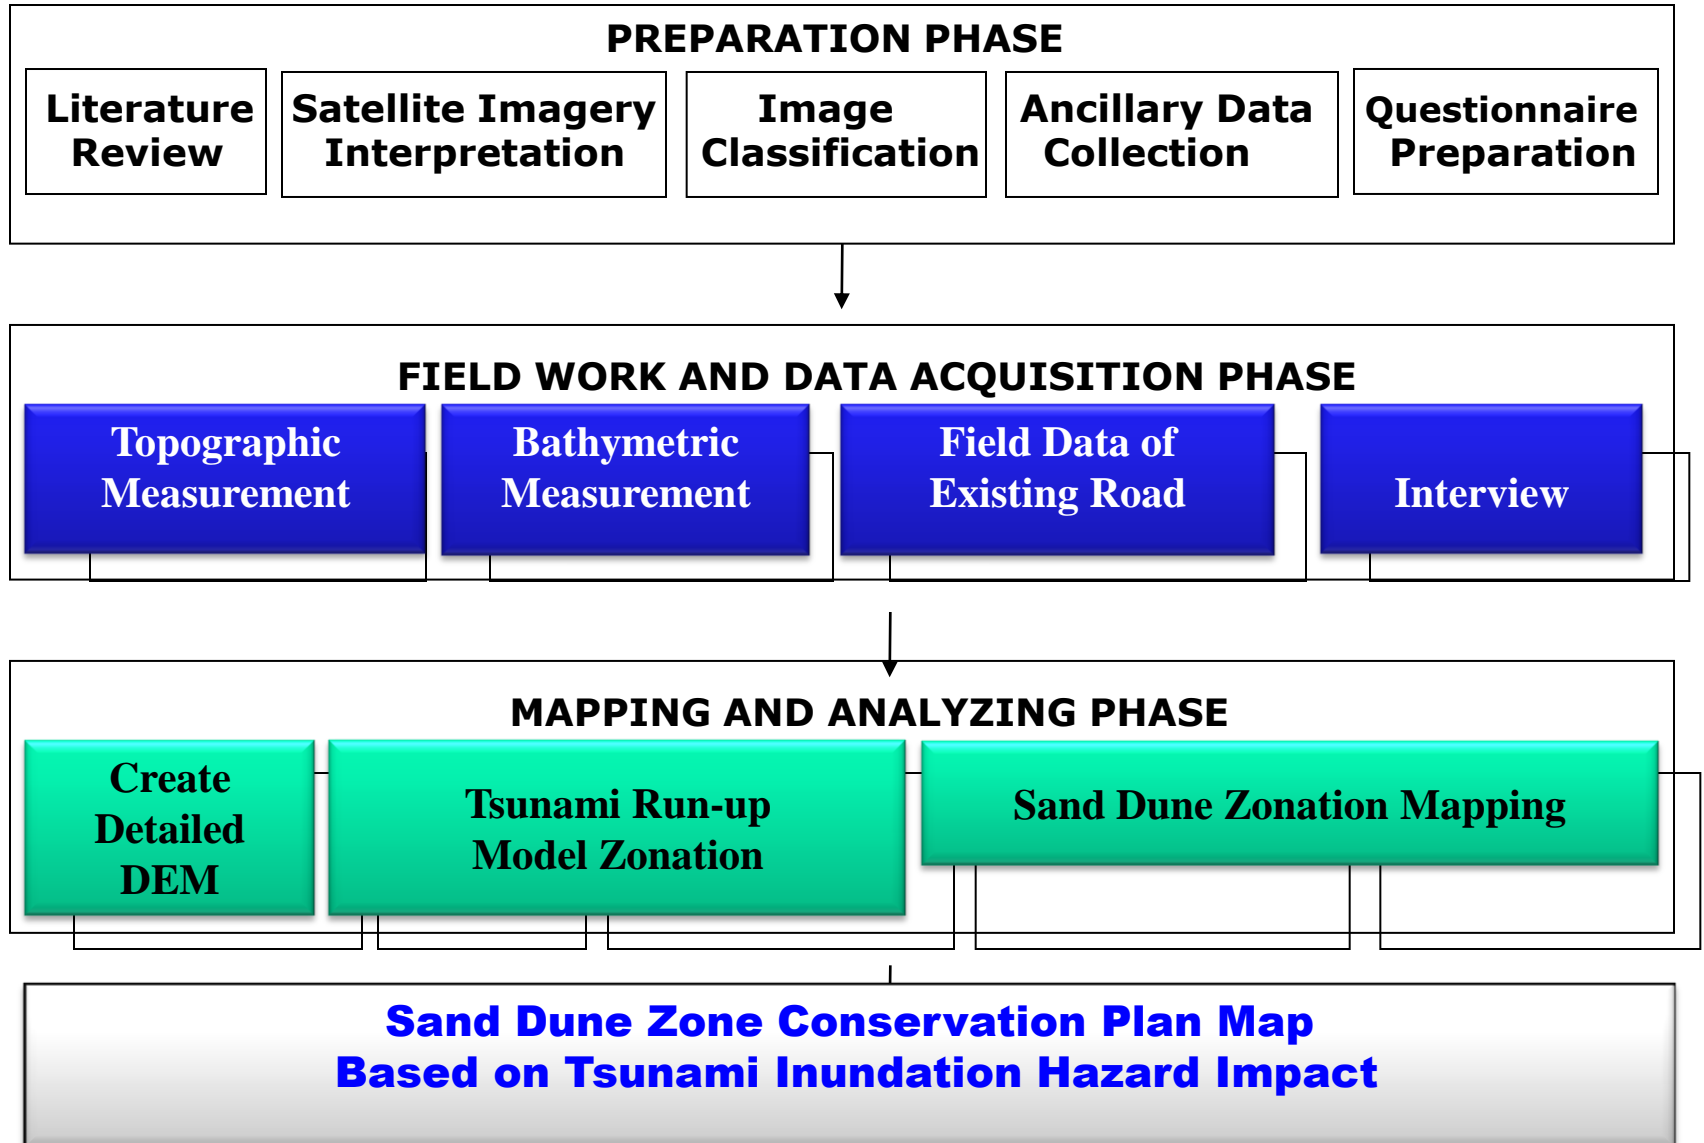 PREPARATION PHASE
Literature
Review
Satellite Imagery
Interpretation
Image
Classification
Ancillary Data
Collection
Questionnaire
Preparation
FIELD WORK AND DATA ACQUISITION PHASE
Topographic
Measurement
Bathymetric
Measurement
Field Data of
Existing Road
Interview
MAPPING AND ANALYZING PHASE
Create
Detailed
DEM
Tsunami Run-up
Model Zonation
Sand Dune Zonation Mapping
Sand Dune Zone Conservation Plan Map
Based on Tsunami Inundation Hazard Impact